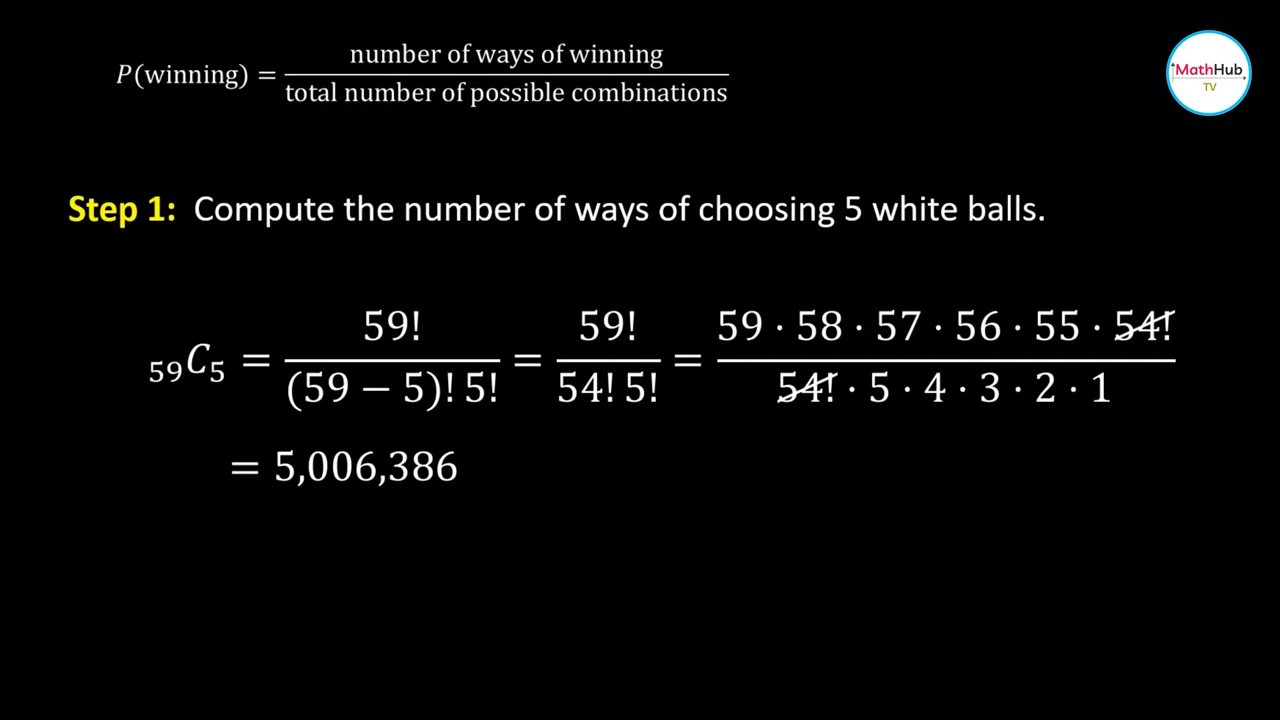 P(winning) = number of ways of winning / total number of possible combinations
MathHub
TV
Step 1: Compute the number of ways of choosing 5 white balls.
₅₉C₅ = 59! / (59 − 5)! 5! = 59! / 54! 5! = 59 · 58 · 57 · 56 · 55 · 54! / 54! · 5 · 4 · 3 · 2 · 1
= 5,006,386